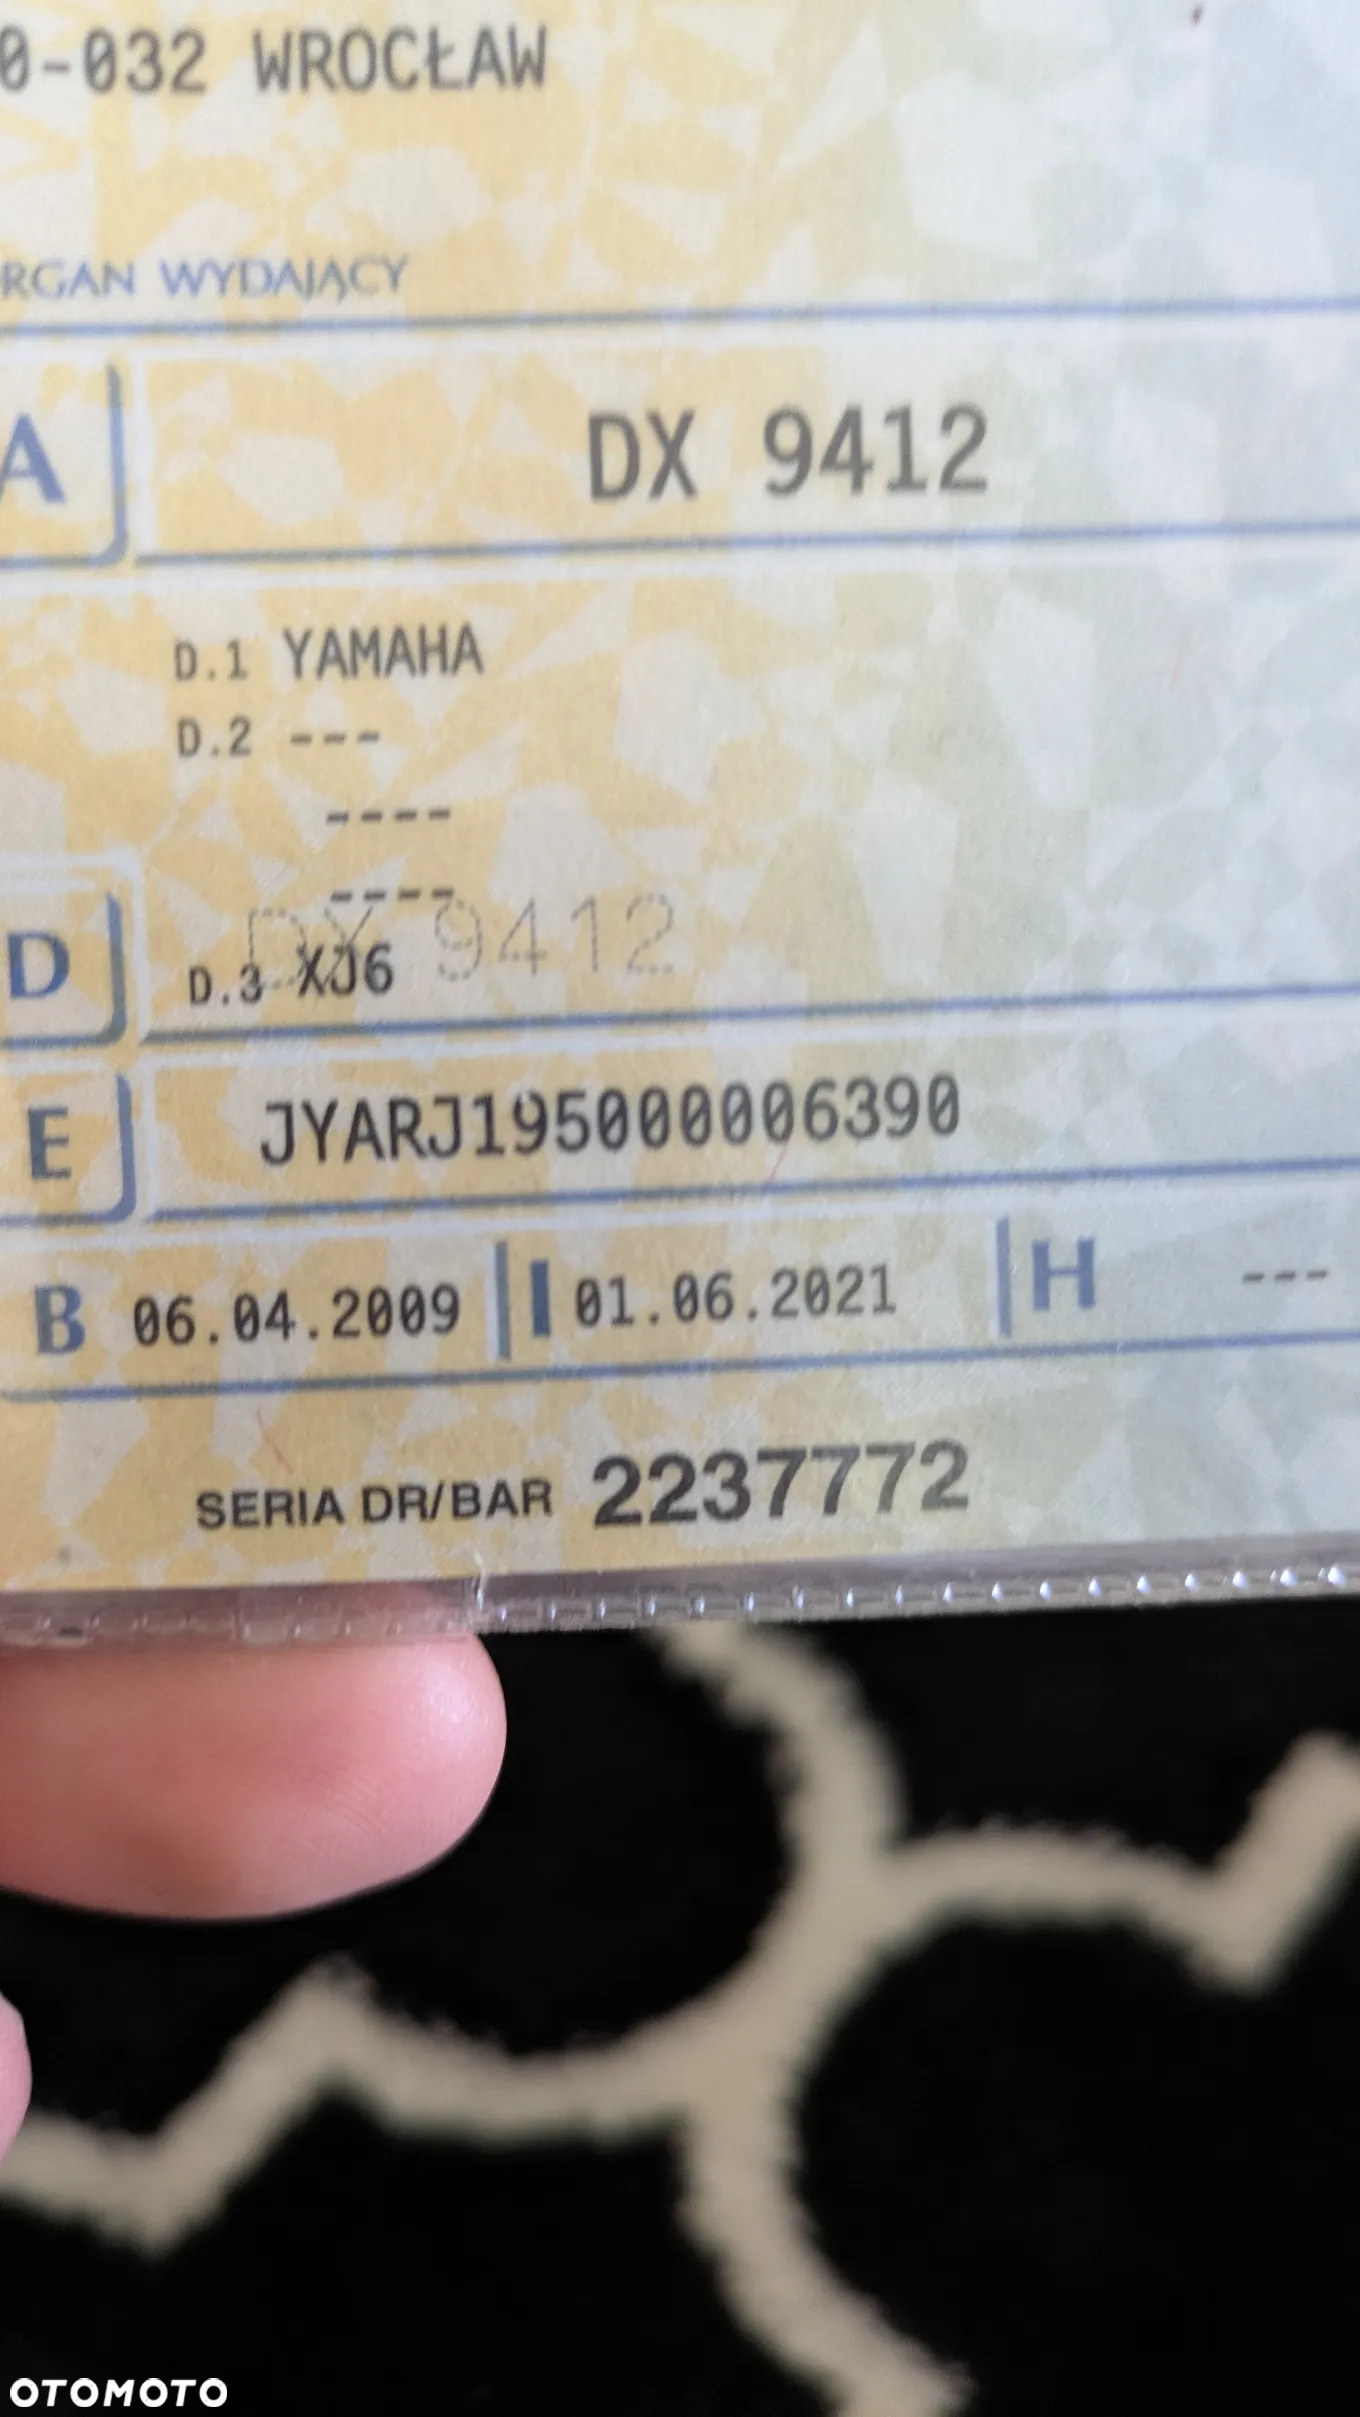 0-032 WROCŁAW
RGAN WYDAJĄCY
A DX 9412
D.1 YAMAHA
D.2 ---
----
----
DX 9412
D D.3 XJ6
E JYARJ195000006390
B 06.04.2009 I 01.06.2021 H ---
SERIA DR/BAR 2237772
OTOMOTO